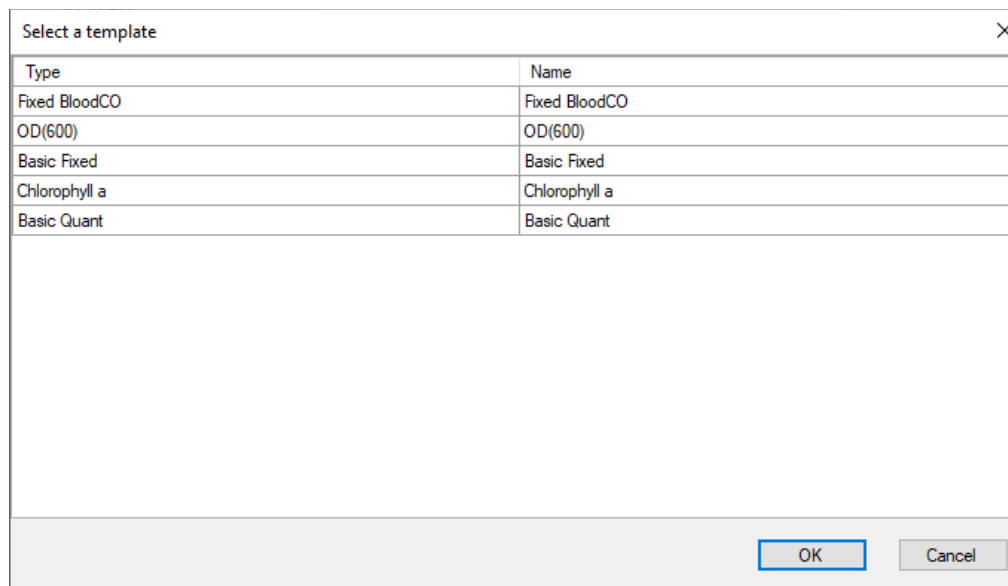 Select a template
Type Name
Fixed BloodCO Fixed BloodCO
OD(600) OD(600)
Basic Fixed Basic Fixed
Chlorophyll a Chlorophyll a
Basic Quant Basic Quant
OK Cancel